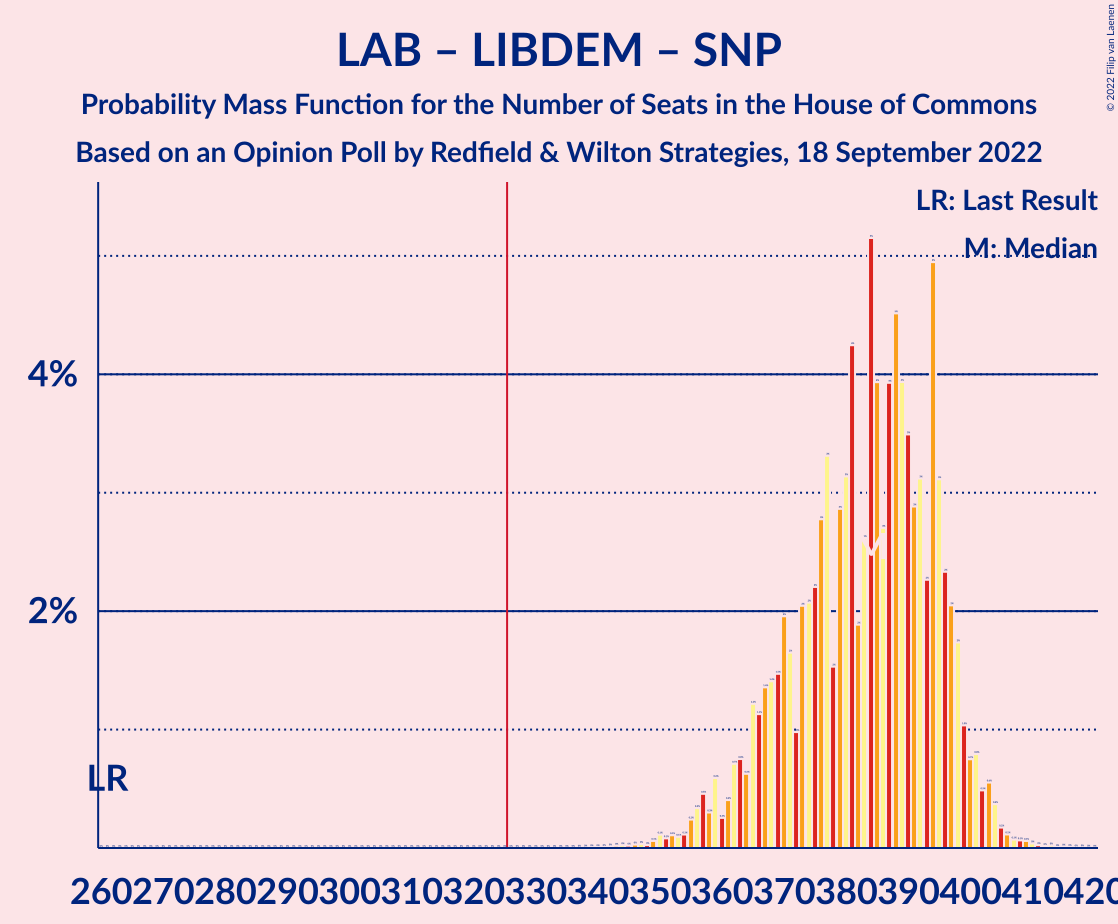 LAB – LIBDEM – SNP
Probability Mass Function for the Number of Seats in the House of Commons
Based on an Opinion Poll by Redfield & Wilton Strategies, 18 September 2022
© 2022 Filip van Laenen
LR: Last Result
M: Median
4%
2%
LR
260 270 280 290 300 310 320 330 340 350 360 370 380 390 400 410 420